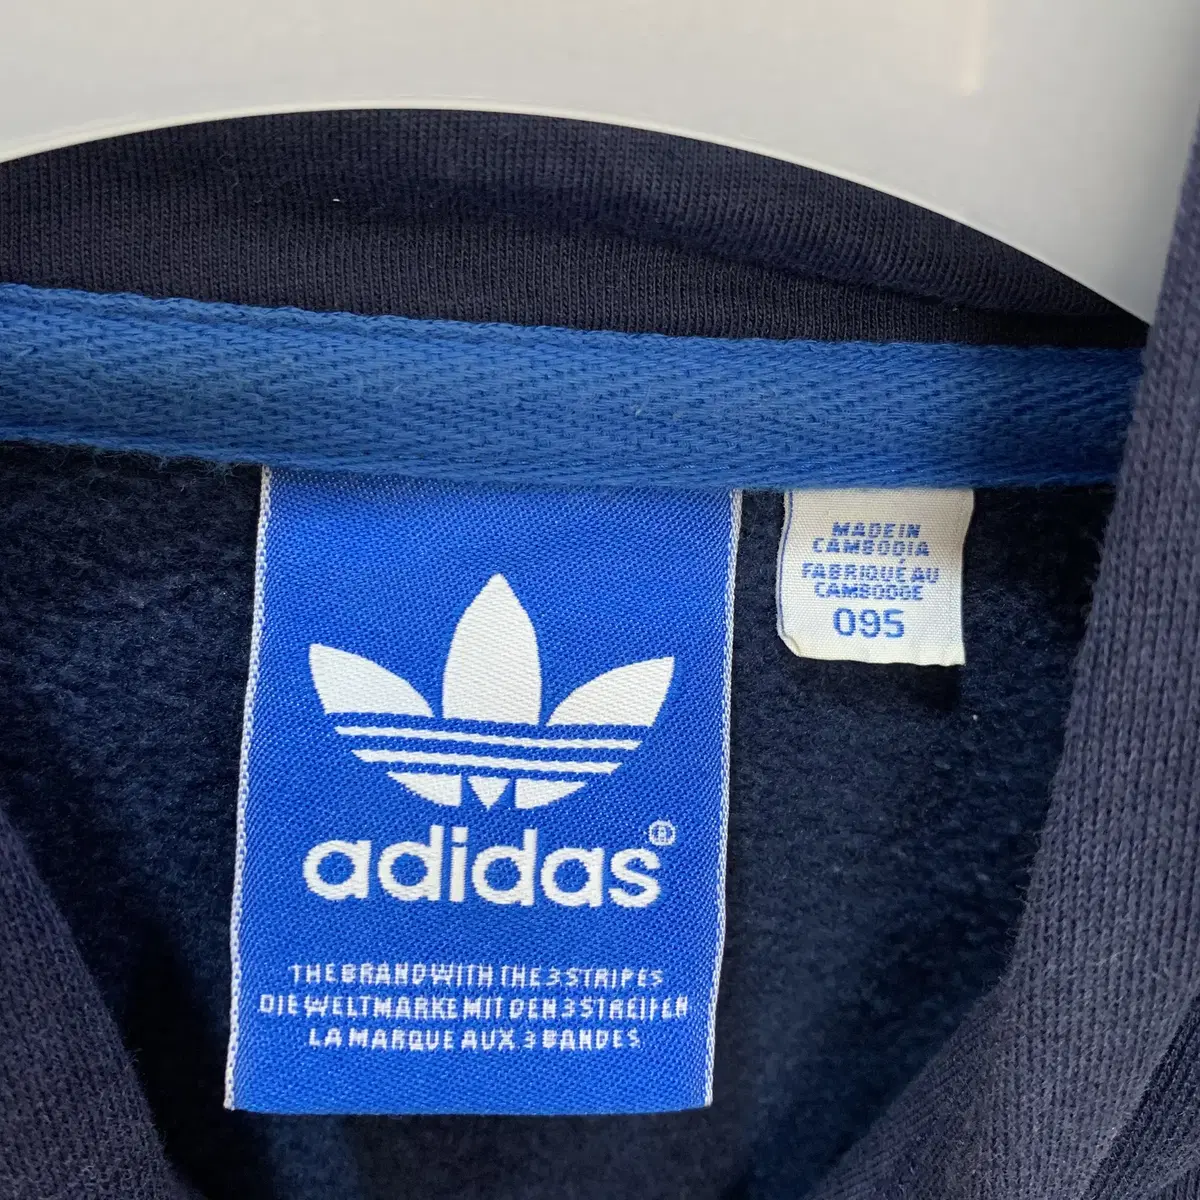 adidas®
THE BRAND WITH THE 3 STRIPES
DIE WELTMARKE MIT DEN 3 STREIFEN
LA MARQUE AUX 3 BANDES
MADE IN
CAMBODIA
FABRIQUÉ AU
CAMBODGE
095